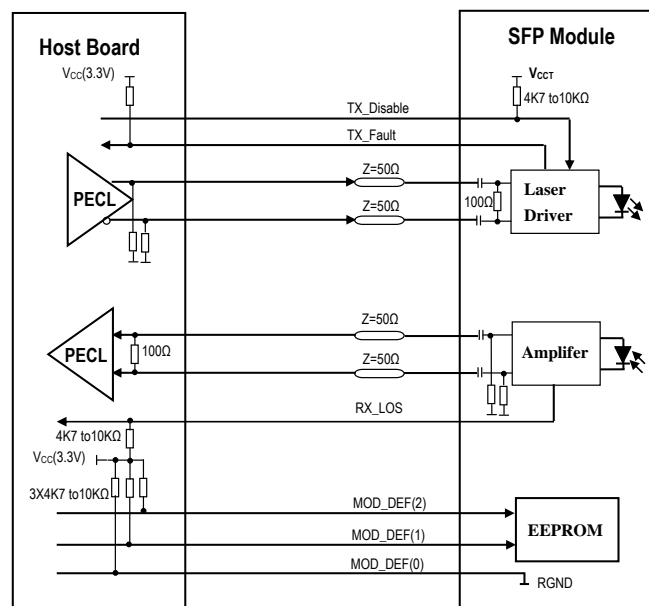 Host Board
SFP Module
VCC(3.3V)
VCCT
4K7 to10KΩ
TX_Disable
TX_Fault
PECL
Z=50Ω
Z=50Ω
100Ω
Laser
Driver
PECL
100Ω
Z=50Ω
Z=50Ω
Amplifer
RX_LOS
4K7 to10KΩ
VCC(3.3V)
3X4K7 to10KΩ
MOD_DEF(2)
MOD_DEF(1)
EEPROM
MOD_DEF(0)
RGND